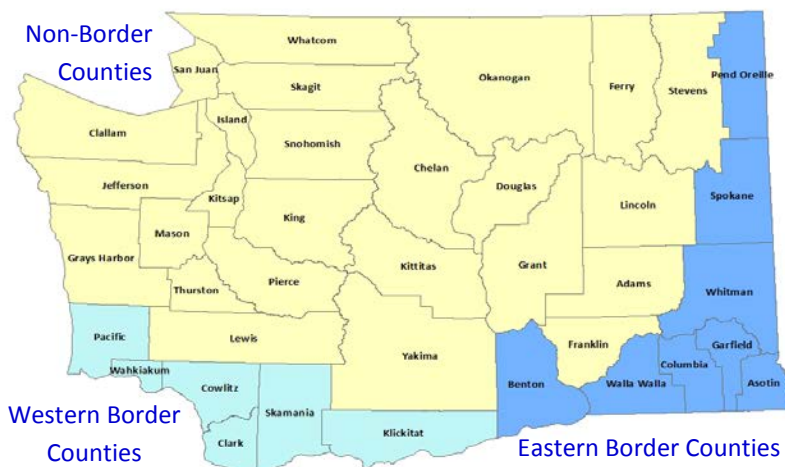 Non-Border
Counties
Whatcom
San Juan
Okanogan
Pend Oreille
Skagit
Ferry
Stevens
Island
Clallam
Snohomish
Chelan
Jefferson
Douglas
Kitsap
Spokane
Lincoln
King
Mason
Grays Harbor
Kittitas
Grant
Pierce
Adams
Thurston
Whitman
Pacific
Lewis
Franklin
Garfield
Yakima
Wahkiakum
Columbia
Cowlitz
Benton
Walla Walla
Asotin
Skamania
Western Border
Counties
Klickitat
Clark
Eastern Border Counties